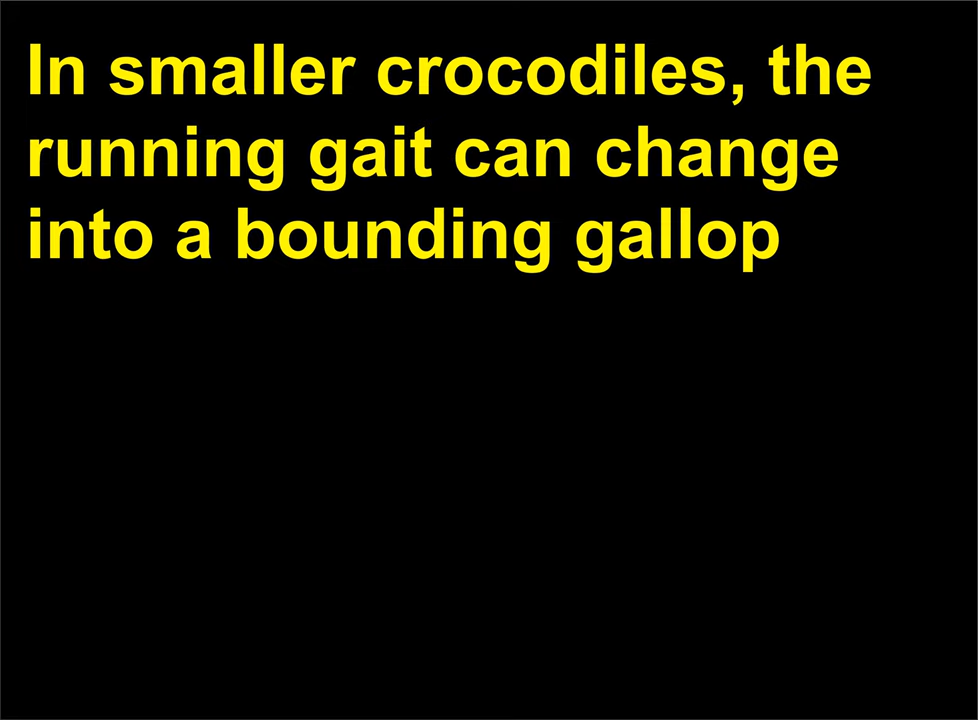 In smaller crocodiles, the
running gait can change
into a bounding gallop